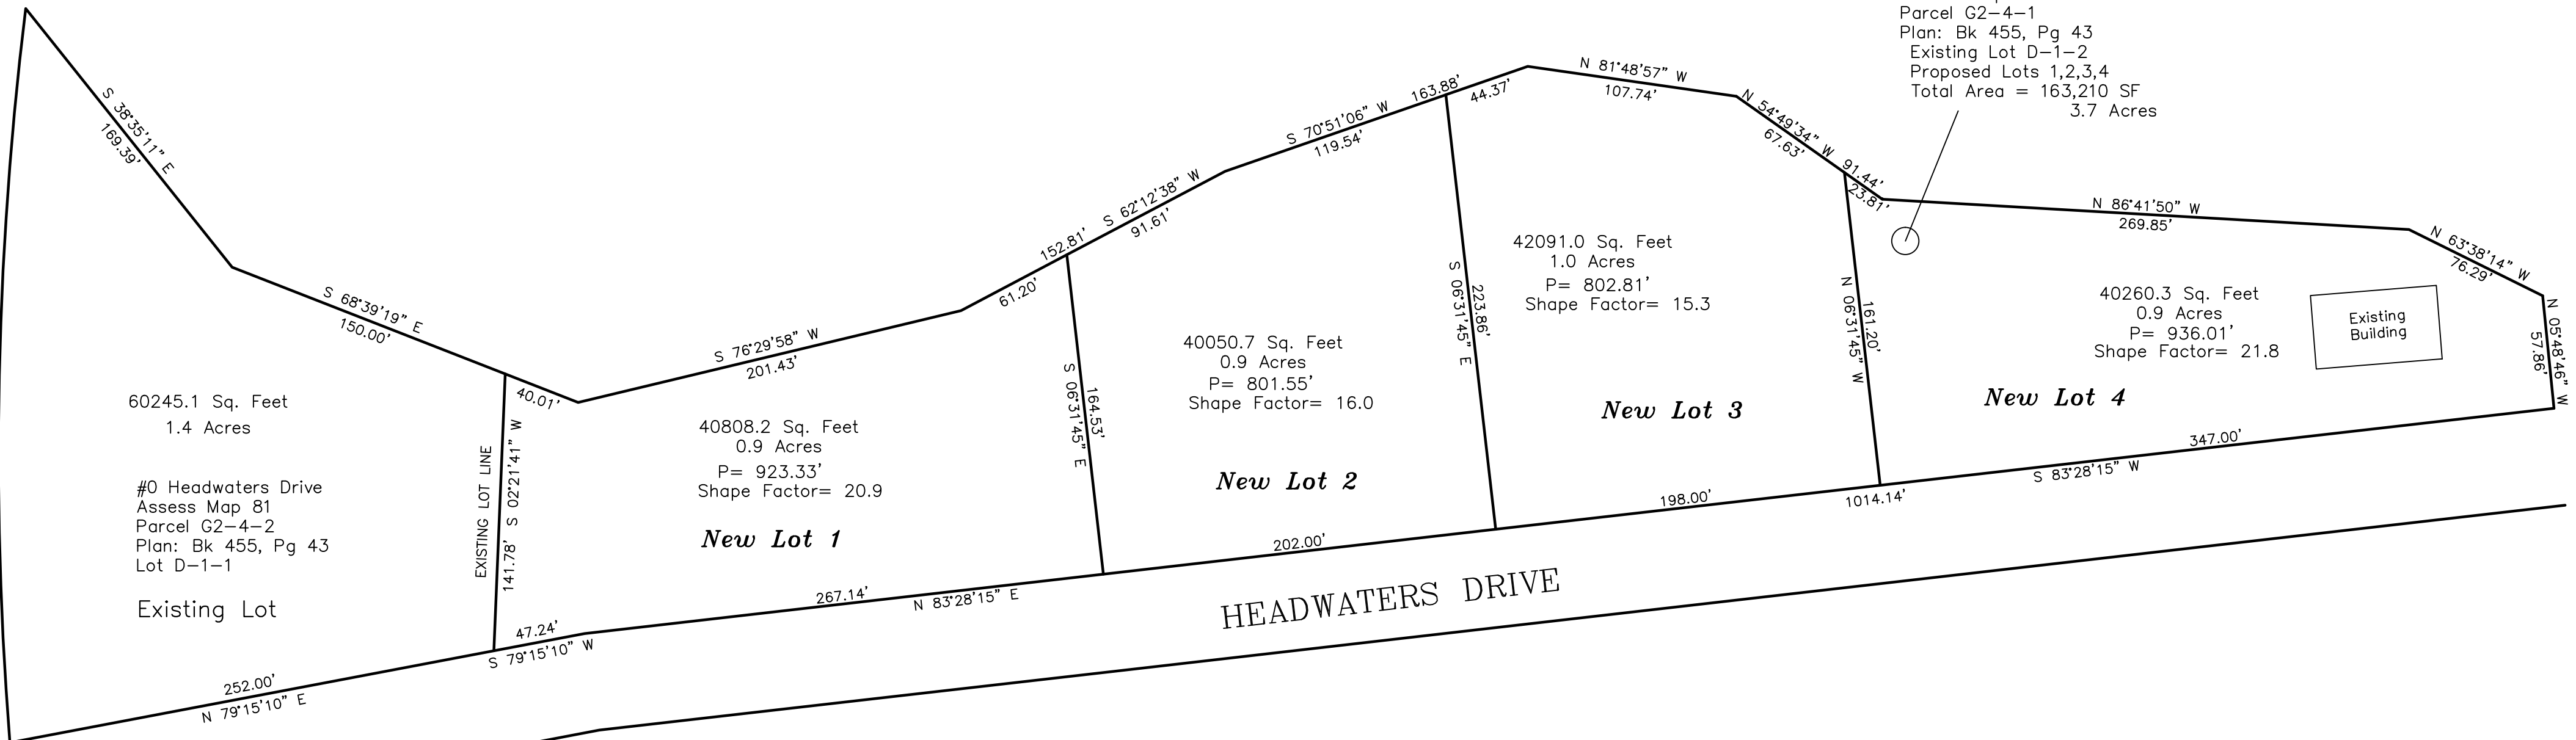 Parcel G2-4-1
Plan: Bk 455, Pg 43
Existing Lot D-1-2
Proposed Lots 1,2,3,4
Total Area = 163,210 SF
3.7 Acres
S 38°35'11" E
169.39'
S 68°39'19" E
150.00'
40.01'
S 76°29'58" W
201.43'
61.20'
152.81'
S 62°12'38" W
91.61'
S 70°51'06" W
119.54'
163.88'
44.37'
N 81°48'57" W
107.74'
N 54°49'34" W
67.63'
91.44'
23.81'
N 86°41'50" W
269.85'
N 63°38'14" W
76.29'
N 05°48'46" W
57.86'
60245.1 Sq. Feet
1.4 Acres
#0 Headwaters Drive
Assess Map 81
Parcel G2-4-2
Plan: Bk 455, Pg 43
Lot D-1-1
Existing Lot
EXISTING LOT LINE
141.78' S 02°21'41" W
40808.2 Sq. Feet
0.9 Acres
P= 923.33'
Shape Factor= 20.9
New Lot 1
S 06°31'45" E
164.53'
40050.7 Sq. Feet
0.9 Acres
P= 801.55'
Shape Factor= 16.0
New Lot 2
S 06°31'45" E
223.86'
42091.0 Sq. Feet
1.0 Acres
P= 802.81'
Shape Factor= 15.3
New Lot 3
N 06°31'45" W
161.20'
40260.3 Sq. Feet
0.9 Acres
P= 936.01'
Shape Factor= 21.8
New Lot 4
Existing
Building
252.00'
N 79°15'10" E
47.24'
S 79°15'10" W
267.14'
N 83°28'15" E
202.00'
198.00'
1014.14'
347.00'
S 83°28'15" W
HEADWATERS DRIVE